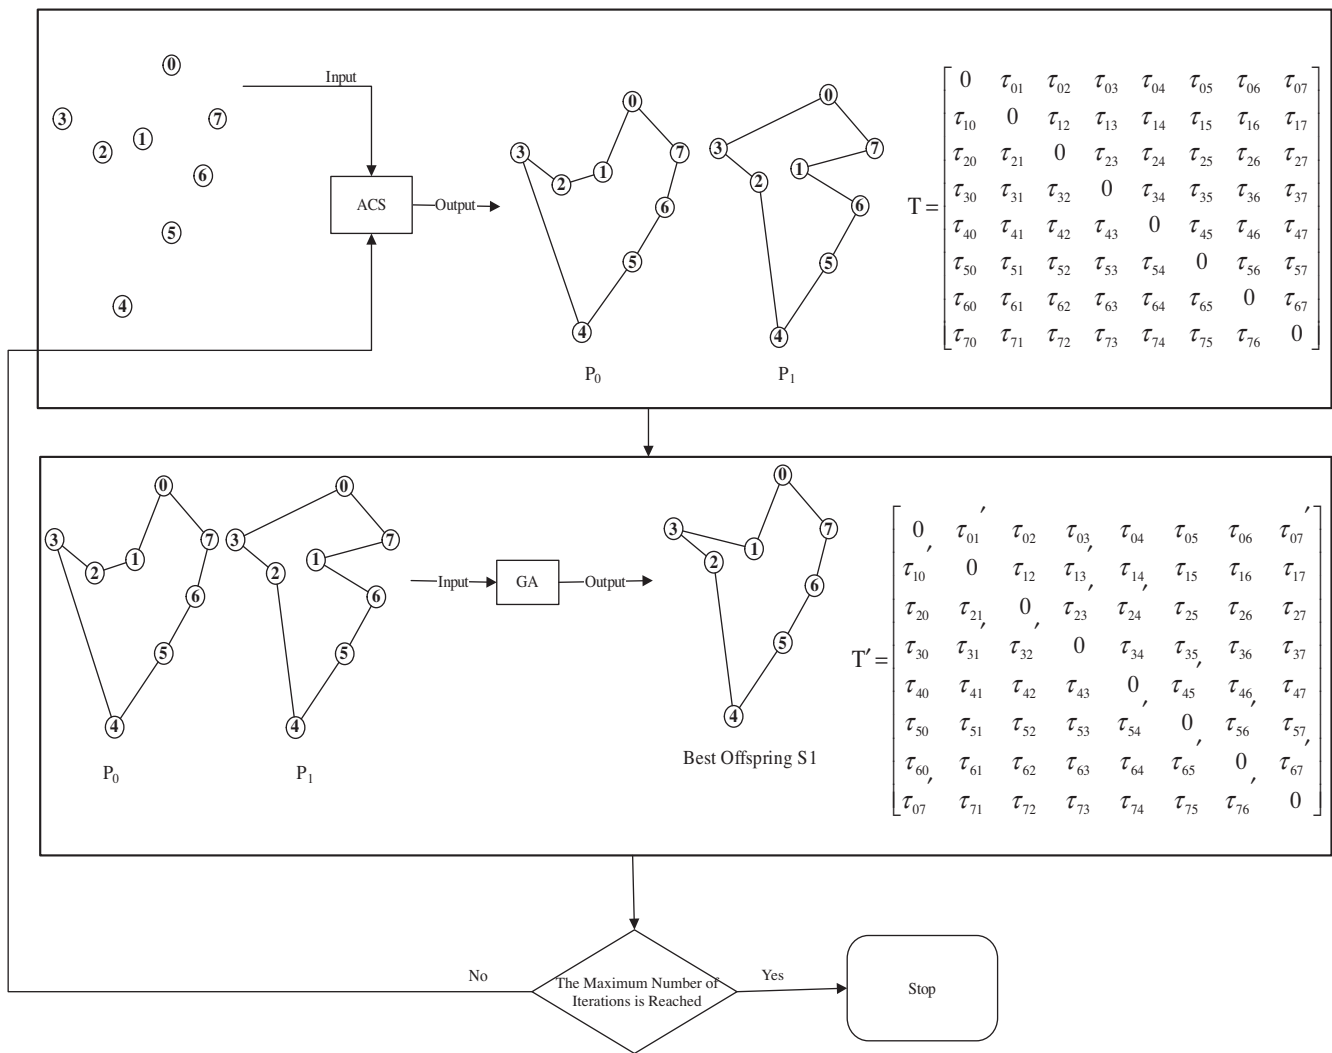 0
3
7
1
2
6
5
4
Input
ACS
Output
0
3
7
1
2
6
5
4
P0
0
3
7
1
2
6
5
4
P1
T =
0 τ01 τ02 τ03 τ04 τ05 τ06 τ07
τ10 0 τ12 τ13 τ14 τ15 τ16 τ17
τ20 τ21 0 τ23 τ24 τ25 τ26 τ27
τ30 τ31 τ32 0 τ34 τ35 τ36 τ37
τ40 τ41 τ42 τ43 0 τ45 τ46 τ47
τ50 τ51 τ52 τ53 τ54 0 τ56 τ57
τ60 τ61 τ62 τ63 τ64 τ65 0 τ67
τ70 τ71 τ72 τ73 τ74 τ75 τ76 0
0
3
7
1
2
6
5
4
P0
0
3
7
1
2
6
5
4
P1
Input
GA
Output
0
3
7
1
2
6
5
4
Best Offspring S1
T′ =
0 τ01′ τ02 τ03 τ04 τ05 τ06 τ07′
τ10′ 0 τ12 τ13′ τ14 τ15 τ16 τ17
τ20 τ21 0 τ23′ τ24′ τ25 τ26 τ27
τ30 τ31′ τ32′ 0 τ34 τ35 τ36 τ37
τ40 τ41 τ42 τ43 0 τ45′ τ46 τ47
τ50 τ51 τ52 τ53 τ54′ 0 τ56′ τ57
τ60 τ61 τ62 τ63 τ64 τ65′ 0 τ67′
τ07′ τ71 τ72 τ73 τ74 τ75 τ76′ 0
The Maximum Number of
Iterations is Reached
No
Yes
Stop